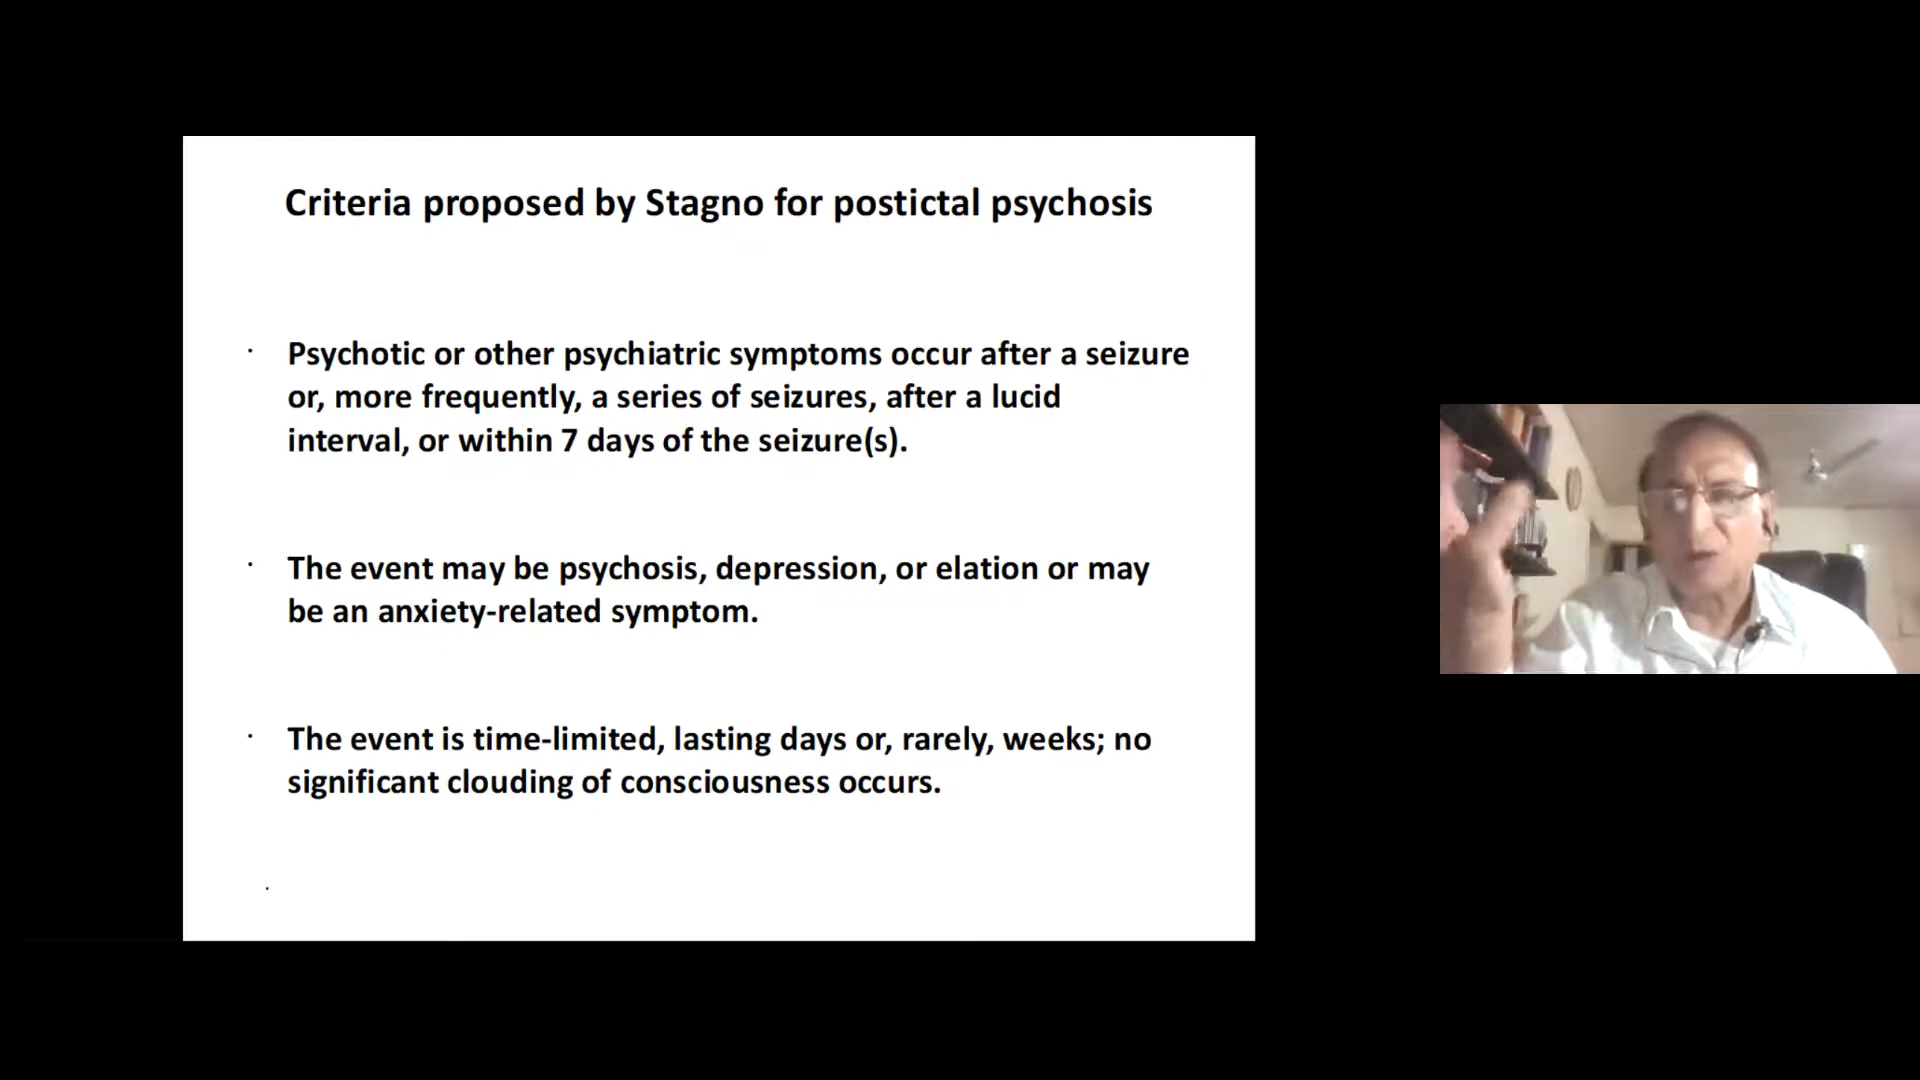 Criteria proposed by Stagno for postictal psychosis
· Psychotic or other psychiatric symptoms occur after a seizure
or, more frequently, a series of seizures, after a lucid
interval, or within 7 days of the seizure(s).
· The event may be psychosis, depression, or elation or may
be an anxiety-related symptom.
· The event is time-limited, lasting days or, rarely, weeks; no
significant clouding of consciousness occurs.